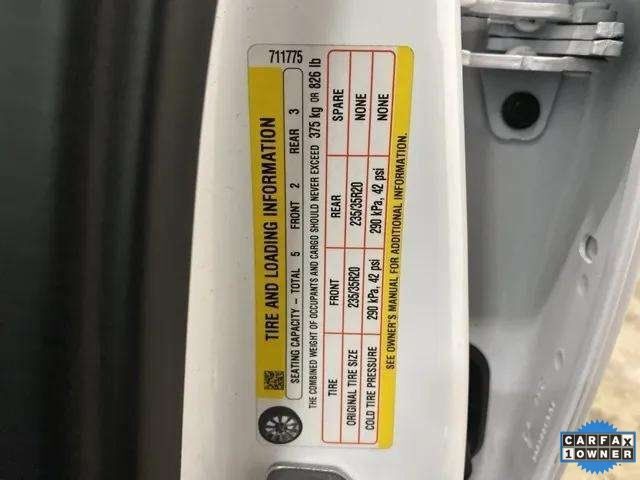 711775
TIRE AND LOADING INFORMATION
SEATING CAPACITY – TOTAL 5 FRONT 2 REAR 3
THE COMBINED WEIGHT OF OCCUPANTS AND CARGO SHOULD NEVER EXCEED 375 kg OR 826 lb
TIRE FRONT REAR SPARE
ORIGINAL TIRE SIZE 235/35R20 235/35R20 NONE
COLD TIRE PRESSURE 290 kPa, 42 psi 290 kPa, 42 psi NONE
SEE OWNER'S MANUAL FOR ADDITIONAL INFORMATION.
CARFAX
1 OWNER